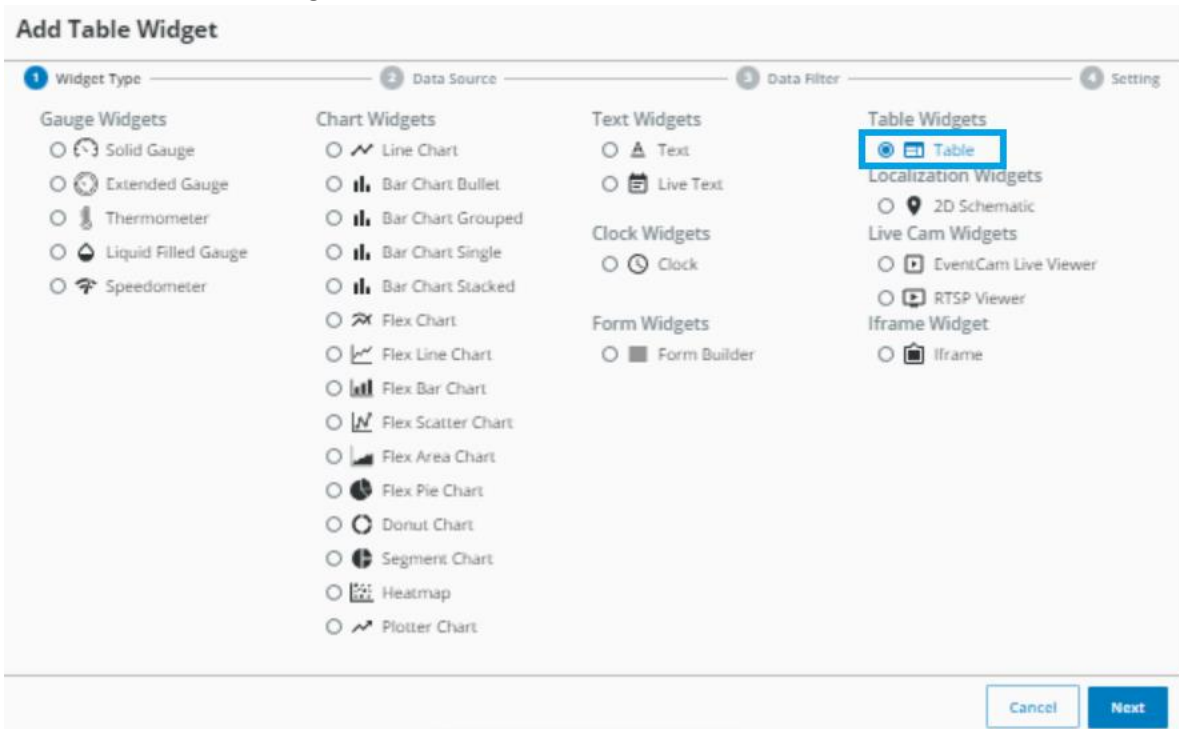 Add Table Widget
1 Widget Type 2 Data Source 3 Data Filter 4 Setting
Gauge Widgets
Solid Gauge
Extended Gauge
Thermometer
Liquid Filled Gauge
Speedometer
Chart Widgets
Line Chart
Bar Chart Bullet
Bar Chart Grouped
Bar Chart Single
Bar Chart Stacked
Flex Chart
Flex Line Chart
Flex Bar Chart
Flex Scatter Chart
Flex Area Chart
Flex Pie Chart
Donut Chart
Segment Chart
Heatmap
Plotter Chart
Text Widgets
Text
Live Text
Clock Widgets
Clock
Form Widgets
Form Builder
Table Widgets
Table
Localization Widgets
2D Schematic
Live Cam Widgets
EventCam Live Viewer
RTSP Viewer
Iframe Widget
Iframe
Cancel Next